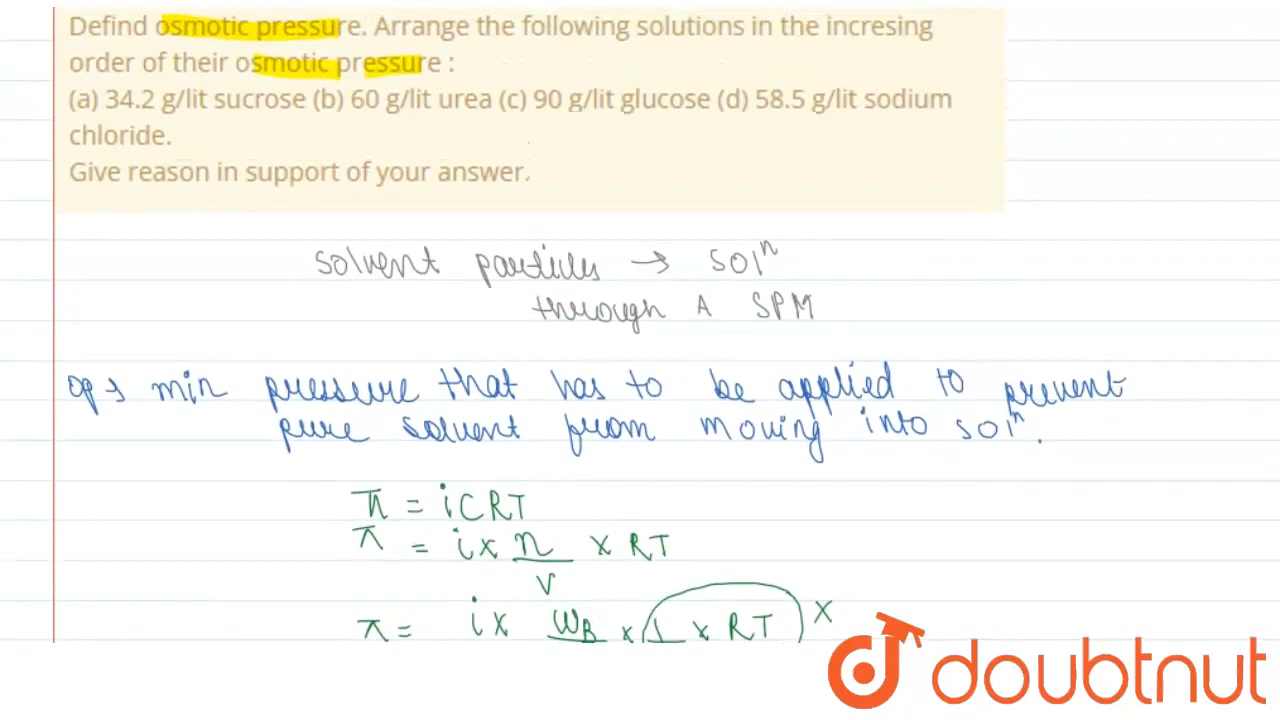 Defind osmotic pressure. Arrange the following solutions in the incresing
order of their osmotic pressure :
(a) 34.2 g/lit sucrose (b) 60 g/lit urea (c) 90 g/lit glucose (d) 58.5 g/lit sodium
chloride.
Give reason in support of your answer.
solvent particles → solⁿ
through A SPM
op → min pressure that has to be applied to prevent
pure solvent from moving into solⁿ.
π = iCRT
π = i x n/V x RT
π = i x W_B x 1 x RT x
doubtnut